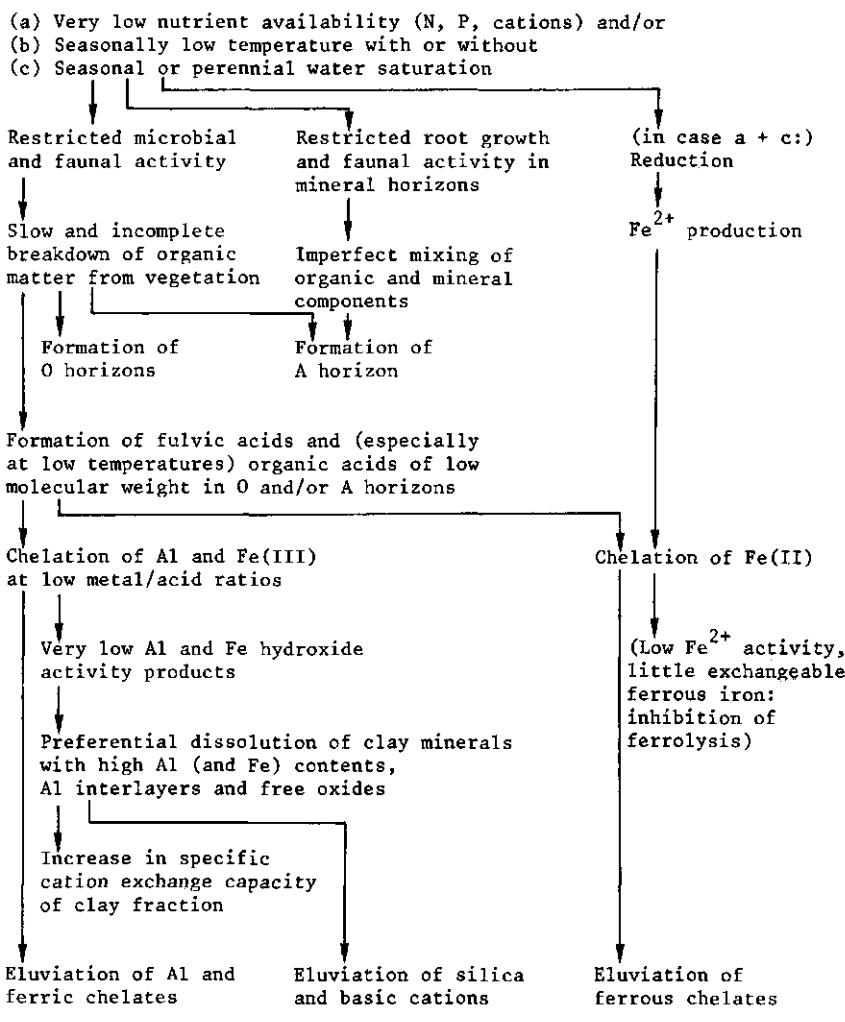 (a) Very low nutrient availability (N, P, cations) and/or
(b) Seasonally low temperature with or without
(c) Seasonal or perennial water saturation
Restricted microbial
and faunal activity
Restricted root growth
and faunal activity in
mineral horizons
(in case a + c:)
Reduction
Slow and incomplete
breakdown of organic
matter from vegetation
Imperfect mixing of
organic and mineral
components
Fe2+ production
Formation of
O horizons
Formation of
A horizon
Formation of fulvic acids and (especially
at low temperatures) organic acids of low
molecular weight in O and/or A horizons
Chelation of Al and Fe(III)
at low metal/acid ratios
Chelation of Fe(II)
Very low Al and Fe hydroxide
activity products
(Low Fe2+ activity,
little exchangeable
ferrous iron:
inhibition of
ferrolysis)
Preferential dissolution of clay minerals
with high Al (and Fe) contents,
Al interlayers and free oxides
Increase in specific
cation exchange capacity
of clay fraction
Eluviation of Al and
ferric chelates
Eluviation of silica
and basic cations
Eluviation of
ferrous chelates